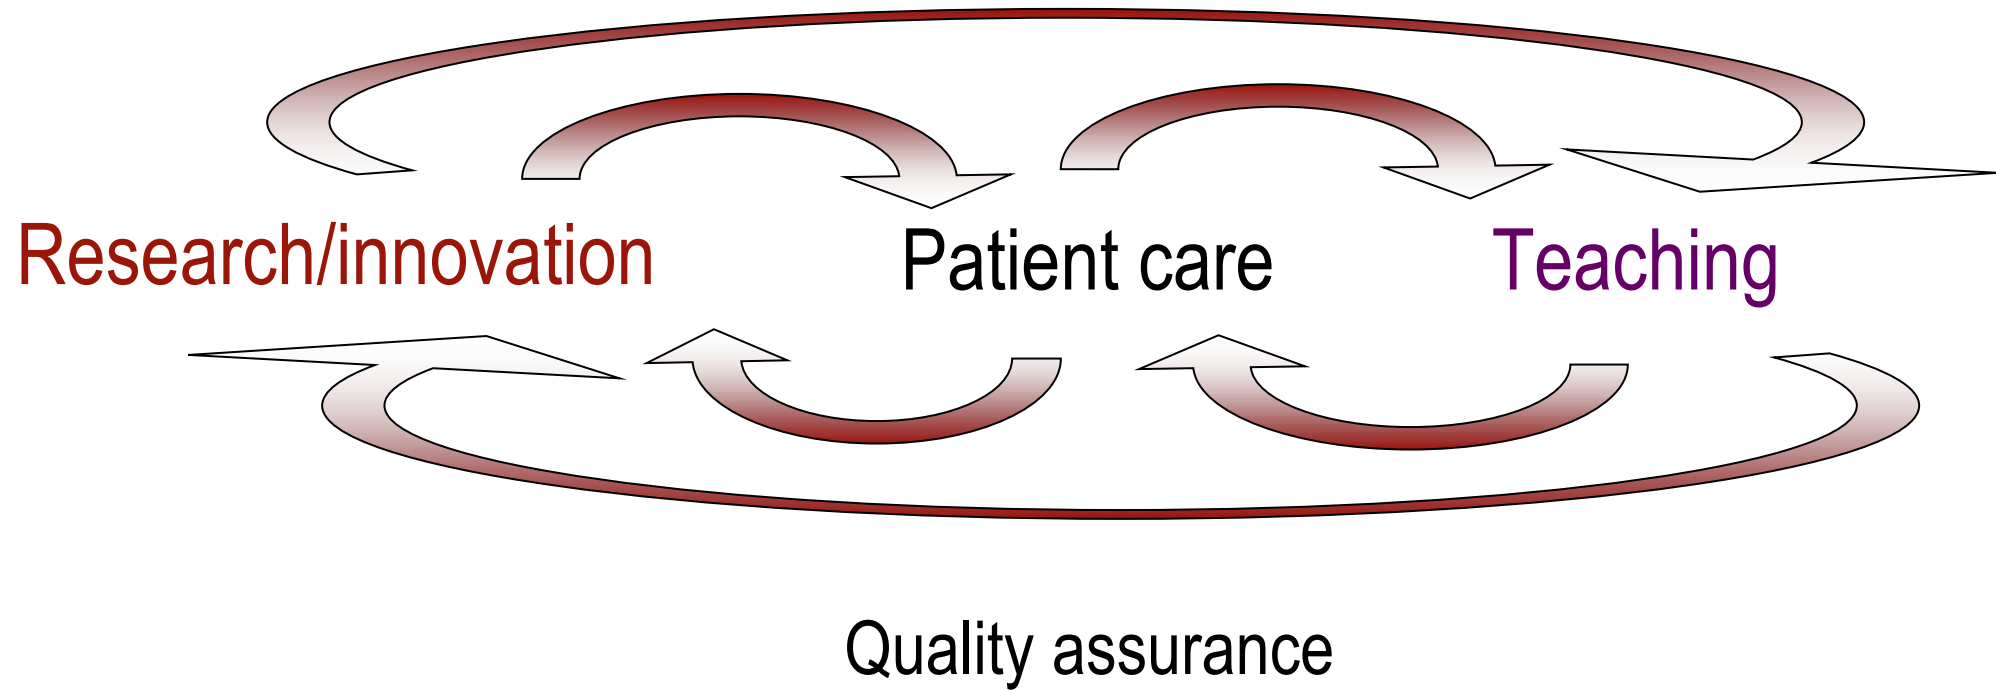 Research/innovation Patient care Teaching
Quality assurance